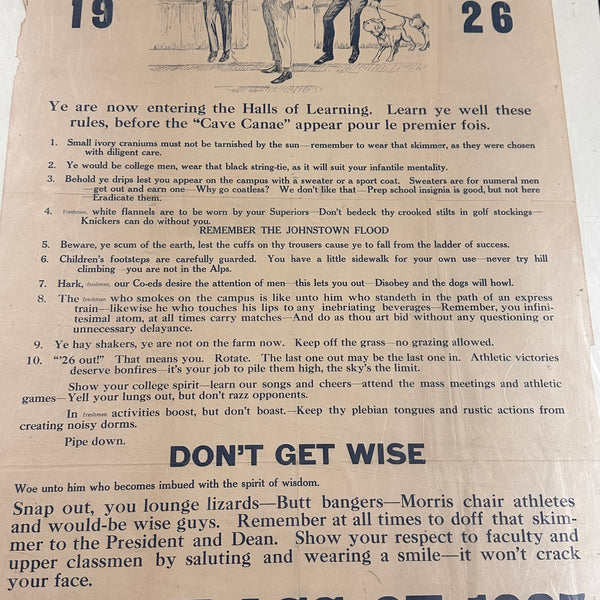 19 26
Ye are now entering the Halls of Learning. Learn ye well these
rules, before the "Cave Canae" appear pour le premier fois.
1. Small ivory craniums must not be tarnished by the sun—remember to wear that skimmer, as they were chosen
with diligent care.
2. Ye would be college men, wear that black string-tie, as it will suit your infantile mentality.
3. Behold ye drips lest you appear on the campus with a sweater or a sport coat. Sweaters are for numeral men
—get out and earn one—Why go coatless? We don't like that—Prep school insignia is good, but not here
—Eradicate them.
4. Freshmen, white flannels are to be worn by your Superiors—Don't bedeck thy crooked stilts in golf stockings—
Knickers can do without you.
REMEMBER THE JOHNSTOWN FLOOD
5. Beware, ye scum of the earth, lest the cuffs on thy trousers cause ye to fall from the ladder of success.
6. Children's footsteps are carefully guarded. You have a little sidewalk for your own use—never try hill
climbing—you are not in the Alps.
7. Hark, freshmen, our Co-eds desire the attention of men—this lets you out—Disobey and the dogs will howl.
8. The freshman who smokes on the campus is like unto him who standeth in the path of an express
train—likewise he who touches his lips to any inebriating beverages—Remember, you infini-
tesimal atom, at all times carry matches—And do as thou art bid without any questioning or
unnecessary delayance.
9. Ye hay shakers, ye are not on the farm now. Keep off the grass—no grazing allowed.
10. "'26 out!" That means you. Rotate. The last one out may be the last one in. Athletic victories
deserve bonfires—it's your job to pile them high, the sky's the limit.
Show your college spirit—learn our songs and cheers—attend the mass meetings and athletic
games—Yell your lungs out, but don't razz opponents.
In freshmen activities boost, but don't boast.—Keep thy plebian tongues and rustic actions from
creating noisy dorms.
Pipe down.
DON'T GET WISE
Woe unto him who becomes imbued with the spirit of wisdom.
Snap out, you lounge lizards—Butt bangers—Morris chair athletes
and would-be wise guys. Remember at all times to doff that skim-
mer to the President and Dean. Show your respect to faculty and
upper classmen by saluting and wearing a smile—it won't crack
your face.